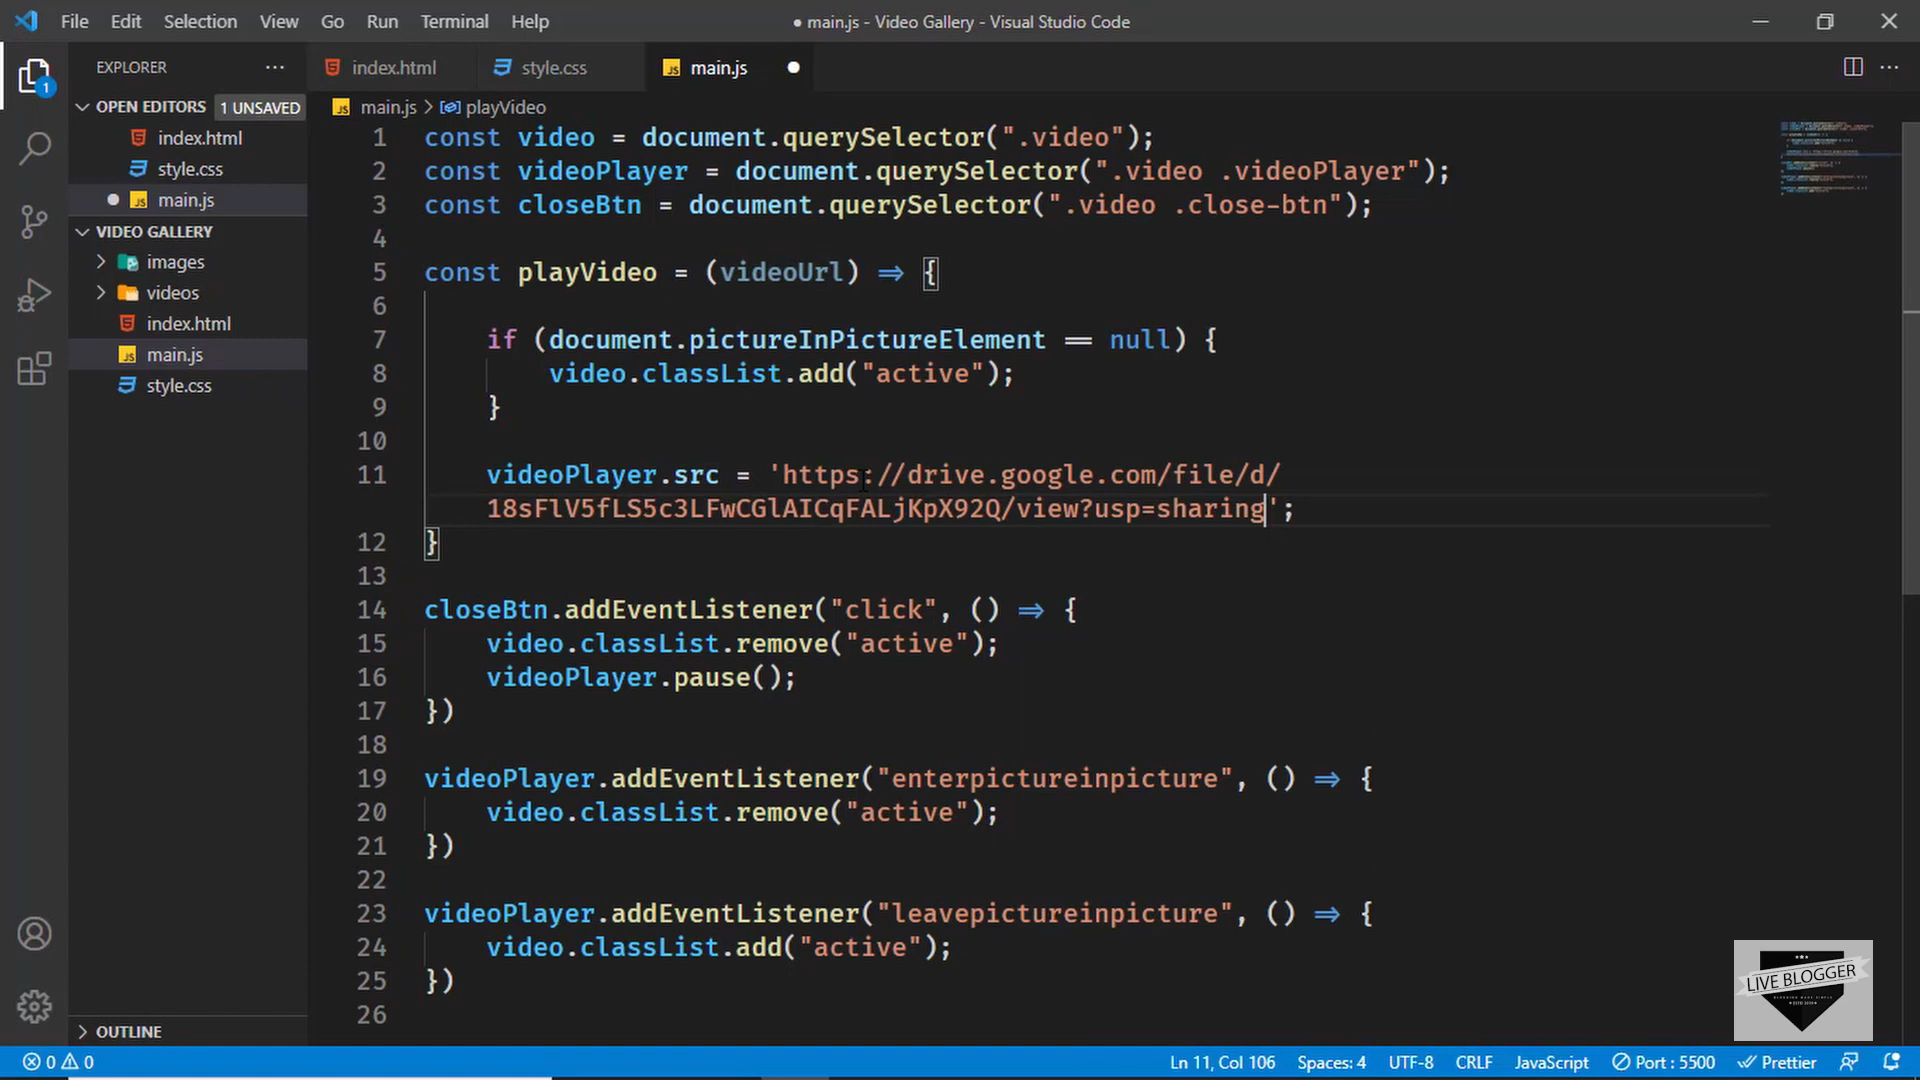 File Edit Selection View Go Run Terminal Help
● main.js - Video Gallery - Visual Studio Code
EXPLORER
index.html
style.css
main.js
OPEN EDITORS 1 UNSAVED
index.html
style.css
main.js
VIDEO GALLERY
images
videos
index.html
main.js
style.css
OUTLINE
1
main.js > playVideo
1 const video = document.querySelector(".video");
2 const videoPlayer = document.querySelector(".video .videoPlayer");
3 const closeBtn = document.querySelector(".video .close-btn");
4
5 const playVideo = (videoUrl) => {
6
7 if (document.pictureInPictureElement == null) {
8 video.classList.add("active");
9 }
10
11 videoPlayer.src = 'https://drive.google.com/file/d/
18sFlV5fLS5c3LFwCGlAICqFALjKpX92Q/view?usp=sharing';
12 }
13
14 closeBtn.addEventListener("click", () => {
15 video.classList.remove("active");
16 videoPlayer.pause();
17 })
18
19 videoPlayer.addEventListener("enterpictureinpicture", () => {
20 video.classList.remove("active");
21 })
22
23 videoPlayer.addEventListener("leavepictureinpicture", () => {
24 video.classList.add("active");
25 })
26
LIVE BLOGGER
0 0
Ln 11, Col 106 Spaces: 4 UTF-8 CRLF JavaScript Port : 5500 Prettier